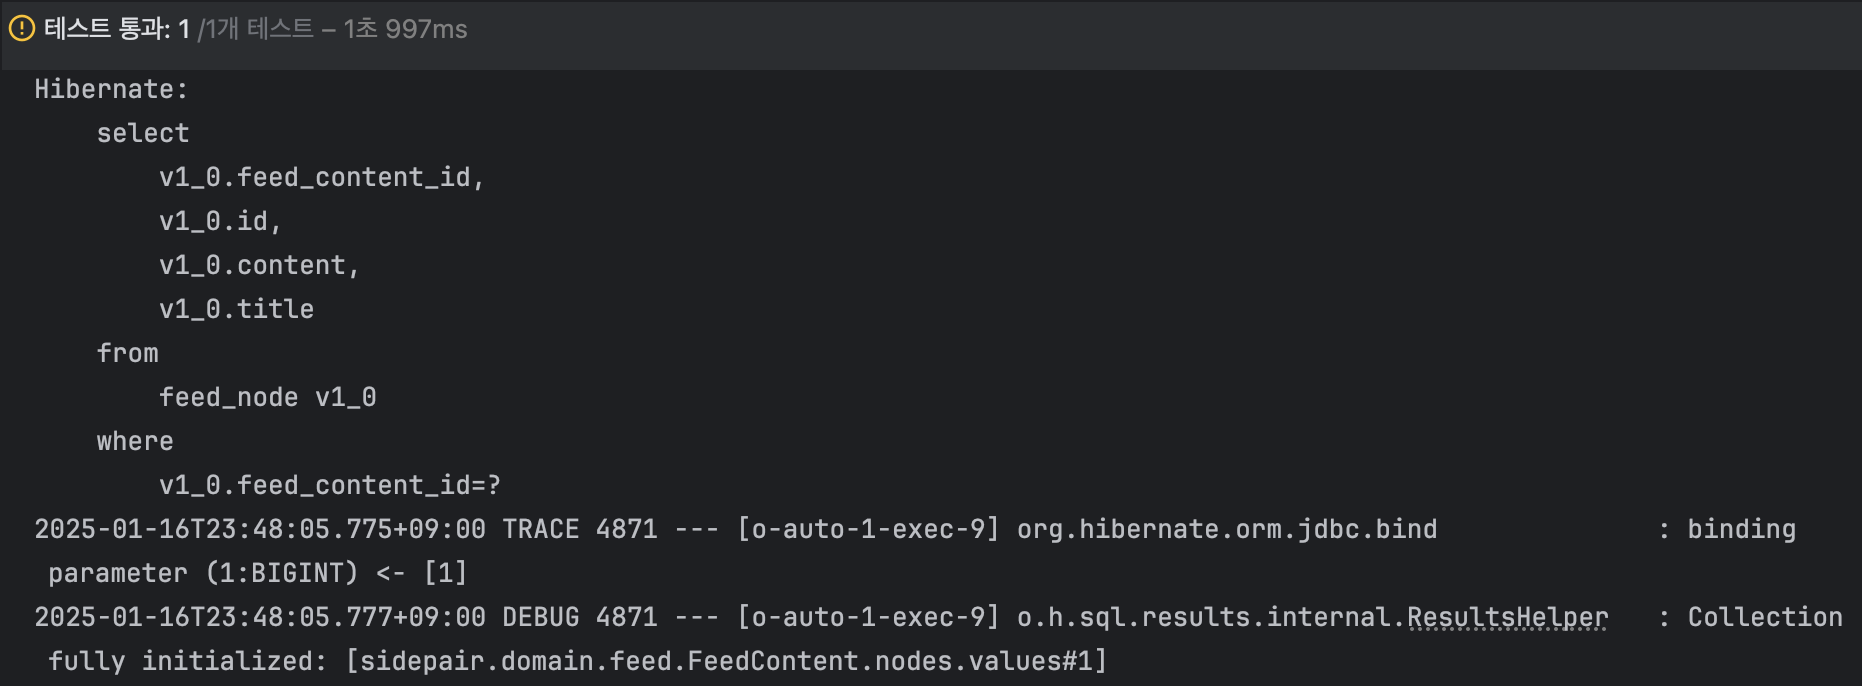 테스트 통과: 1 /1개 테스트 – 1초 997ms
Hibernate:
select
v1_0.feed_content_id,
v1_0.id,
v1_0.content,
v1_0.title
from
feed_node v1_0
where
v1_0.feed_content_id=?
2025-01-16T23:48:05.775+09:00 TRACE 4871 --- [o-auto-1-exec-9] org.hibernate.orm.jdbc.bind : binding
parameter (1:BIGINT) <- [1]
2025-01-16T23:48:05.777+09:00 DEBUG 4871 --- [o-auto-1-exec-9] o.h.sql.results.internal.ResultsHelper : Collection
fully initialized: [sidepair.domain.feed.FeedContent.nodes.values#1]